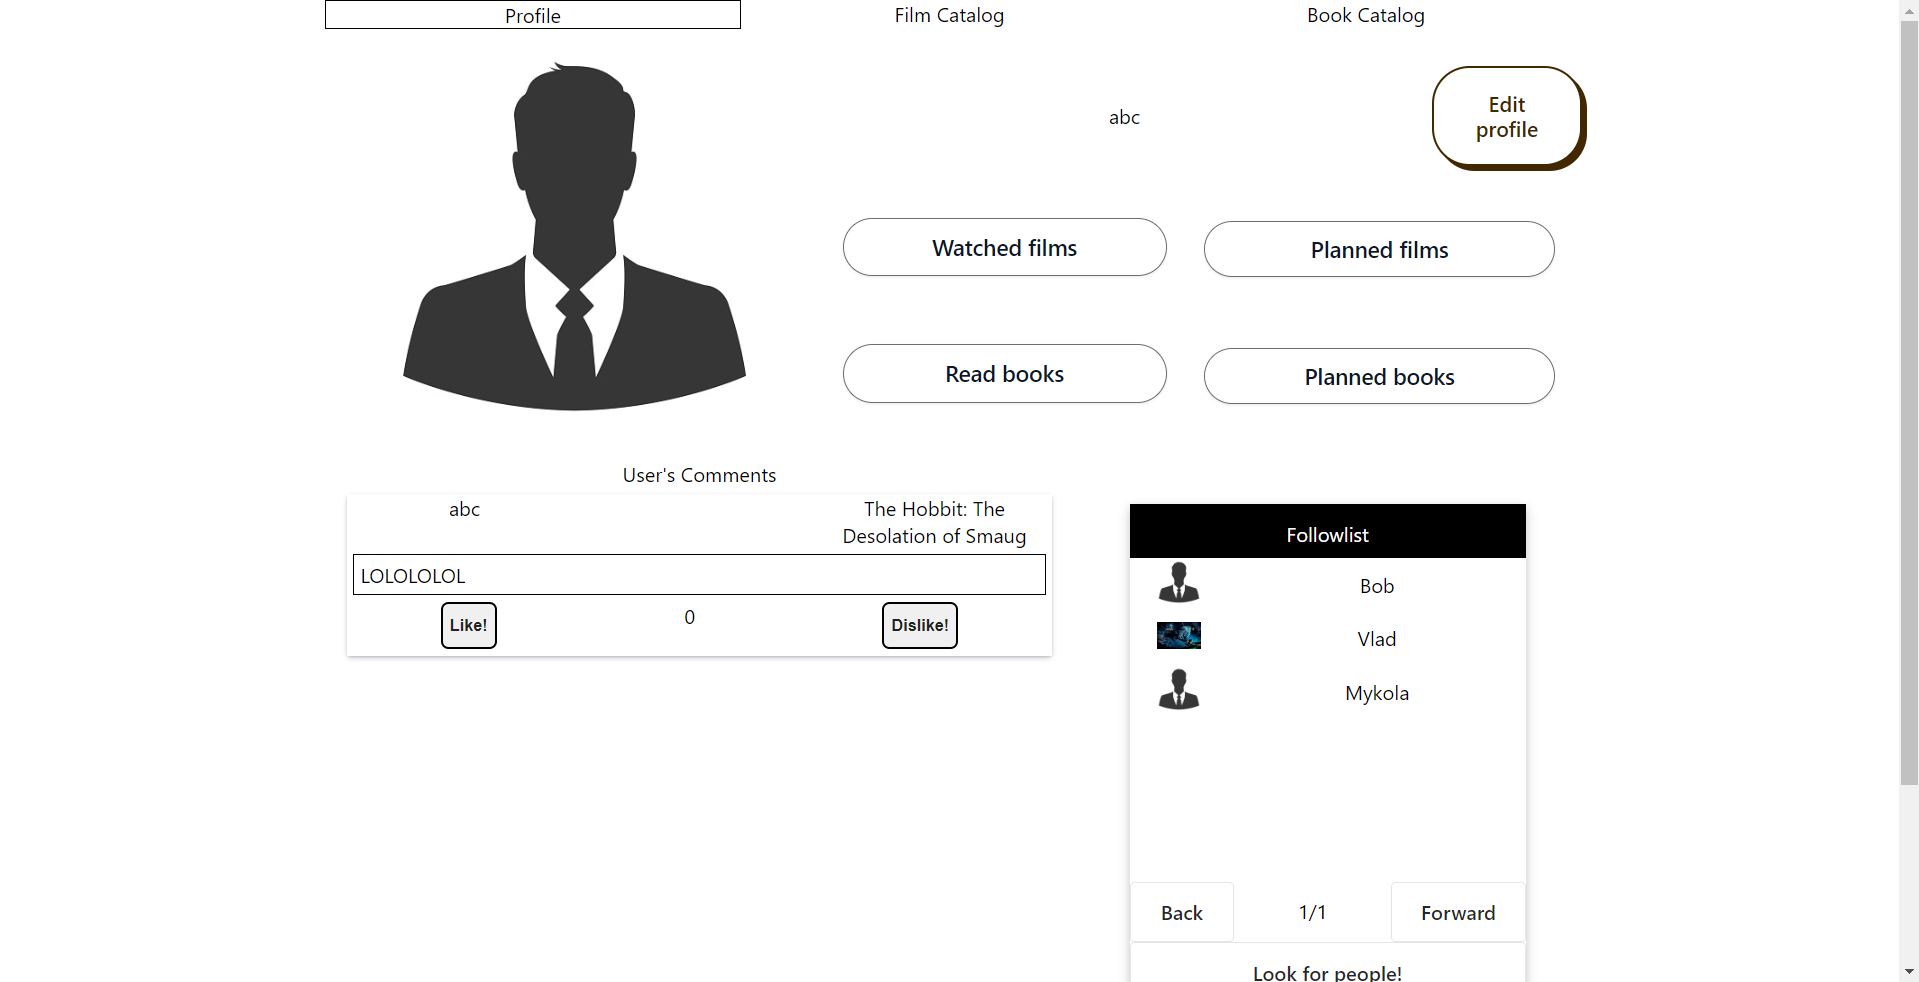 Profile
Film Catalog
Book Catalog
abc
Edit
profile
Watched films
Planned films
Read books
Planned books
User's Comments
abc
The Hobbit: The
Desolation of Smaug
LOLOLOLOL
Like!
0
Dislike!
Followlist
Bob
Vlad
Mykola
Back
1/1
Forward
Look for people!